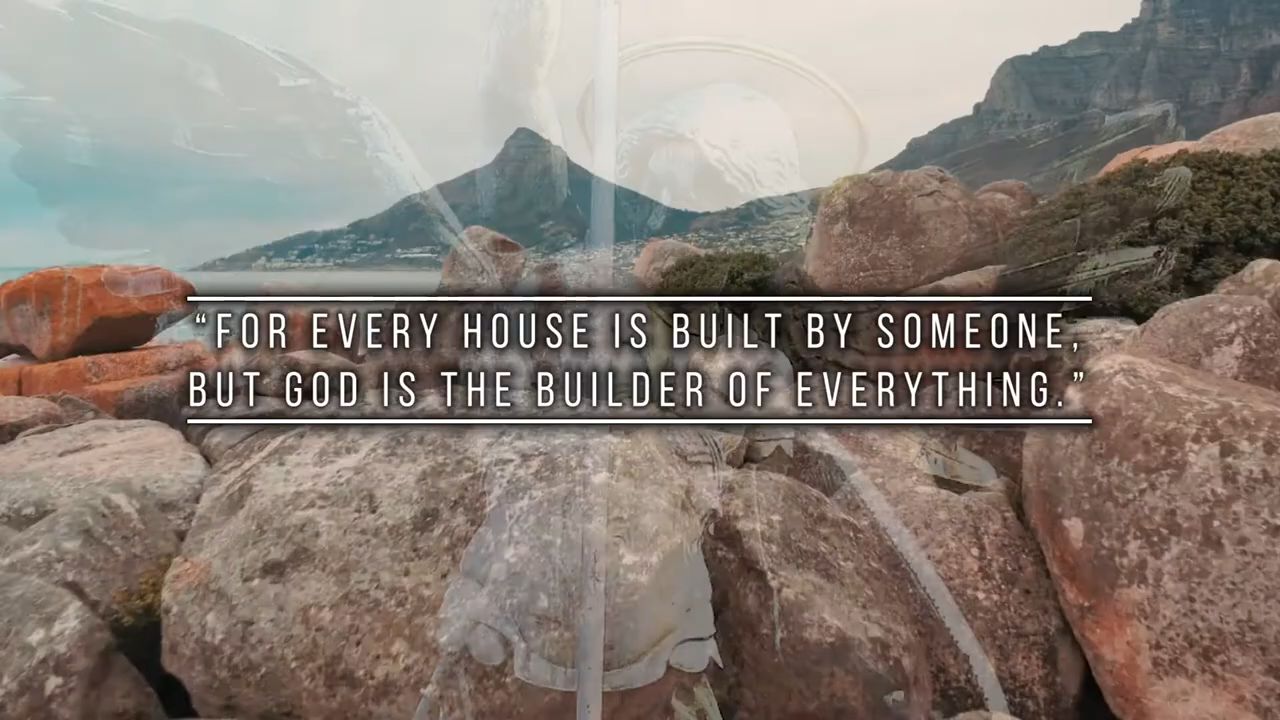 “FOR EVERY HOUSE IS BUILT BY SOMEONE,
BUT GOD IS THE BUILDER OF EVERYTHING.”